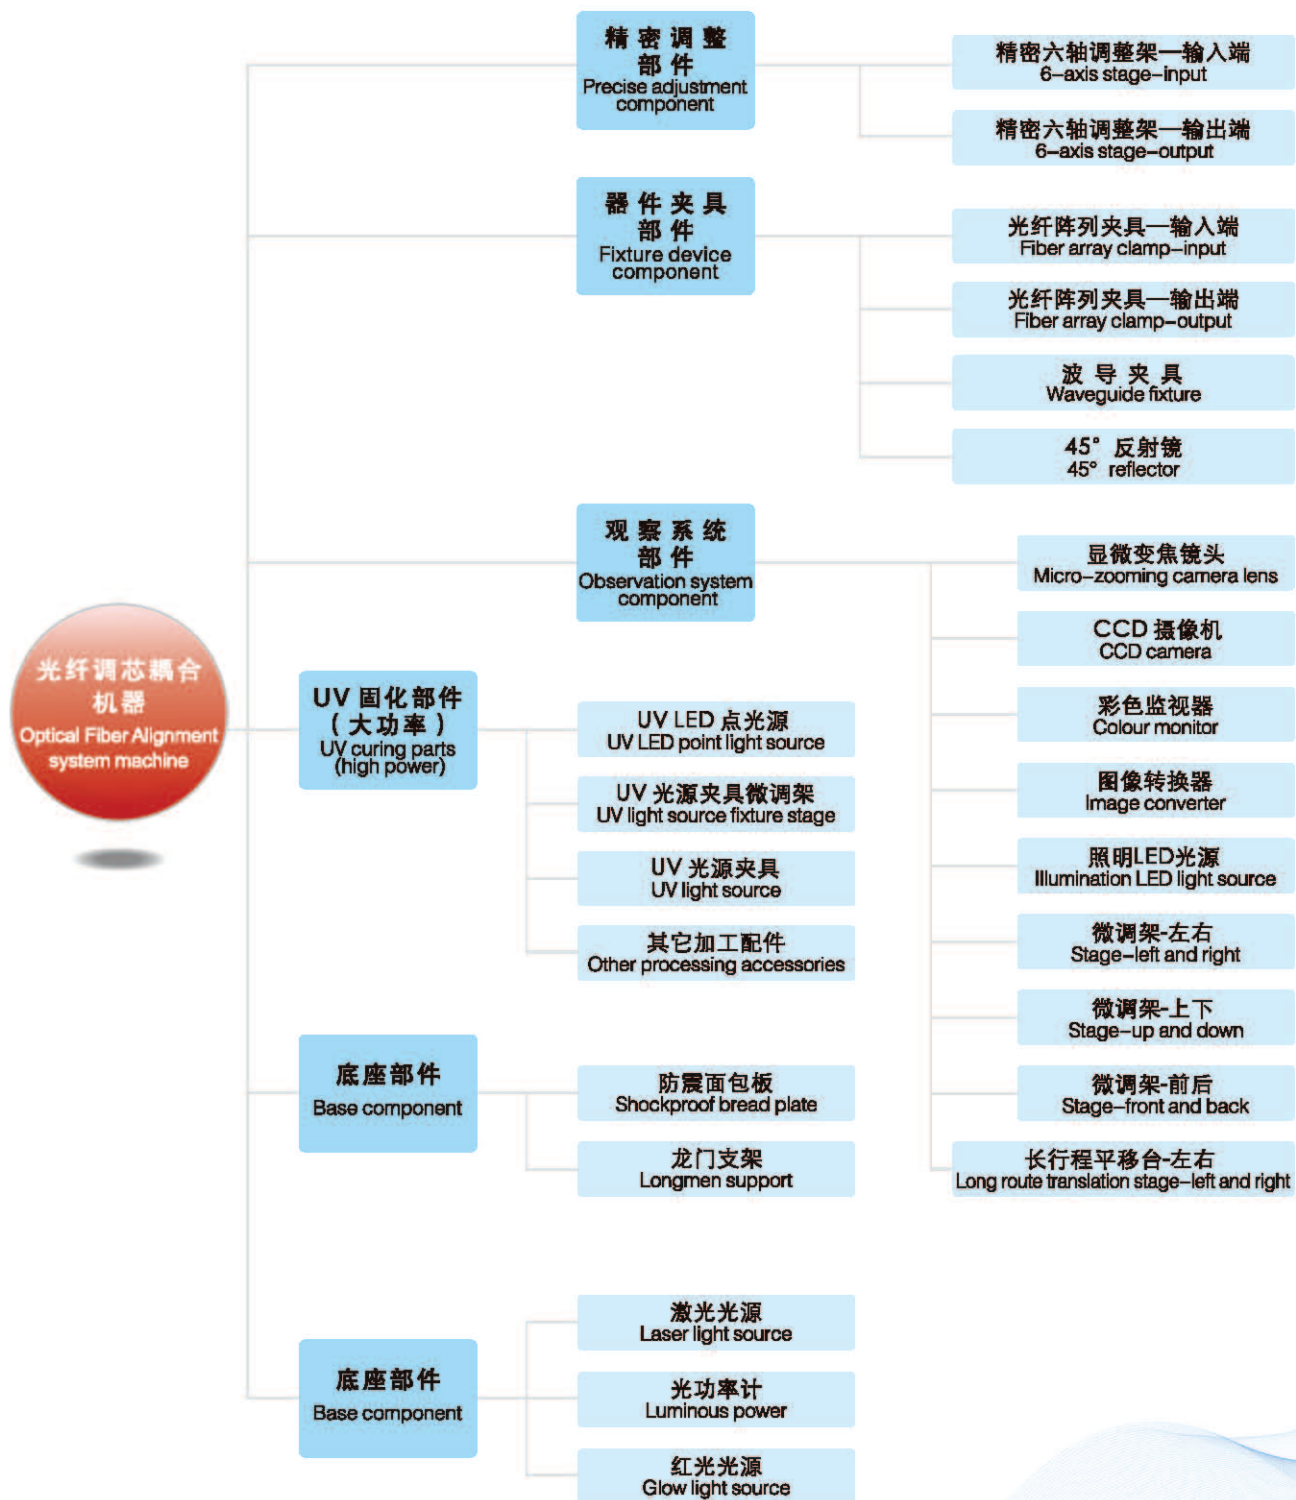 光纤调芯耦合
机器
Optical Fiber Alignment
system machine
精密调整
部件
Precise adjustment
component
精密六轴调整架—输入端
6-axis stage-input
精密六轴调整架—输出端
6-axis stage-output
器件夹具
部件
Fixture device
component
光纤阵列夹具—输入端
Fiber array clamp-input
光纤阵列夹具—输出端
Fiber array clamp-output
波导夹具
Waveguide fixture
45° 反射镜
45° reflector
观察系统
部件
Observation system
component
显微变焦镜头
Micro-zooming camera lens
CCD 摄像机
CCD camera
彩色监视器
Colour monitor
图像转换器
Image converter
照明LED光源
Illumination LED light source
微调架-左右
Stage-left and right
微调架-上下
Stage-up and down
微调架-前后
Stage-front and back
长行程平移台-左右
Long route translation stage-left and right
UV 固化部件
(大功率)
UV curing parts
(high power)
UV LED 点光源
UV LED point light source
UV 光源夹具微调架
UV light source fixture stage
UV 光源夹具
UV light source
其它加工配件
Other processing accessories
底座部件
Base component
防震面包板
Shockproof bread plate
龙门支架
Longmen support
底座部件
Base component
激光光源
Laser light source
光功率计
Luminous power
红光光源
Glow light source